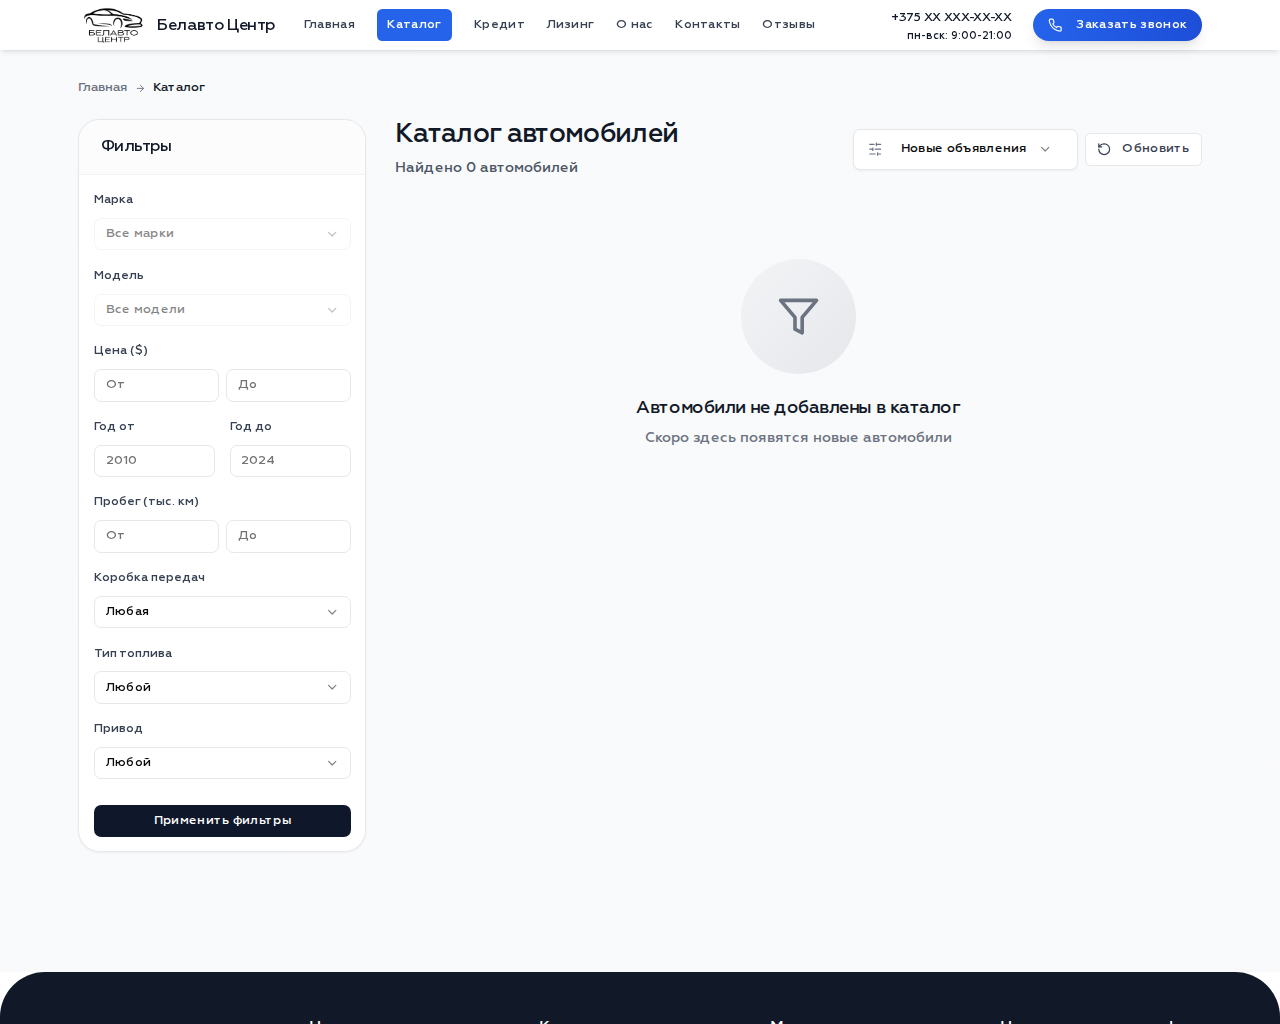 БЕЛАВТО
ЦЕНТР
Белавто Центр
Главная
Каталог
Кредит
Лизинг
О нас
Контакты
Отзывы
+375 XX XXX-XX-XX
пн-вск: 9:00-21:00
Заказать звонок
Главная
Каталог
Фильтры
Марка
Все марки
Модель
Все модели
Цена ($)
От
До
Год от
Год до
2010
2024
Пробег (тыс. км)
От
До
Коробка передач
Любая
Тип топлива
Любой
Привод
Любой
Применить фильтры
Каталог автомобилей
Найдено 0 автомобилей
Новые объявления
Обновить
Автомобили не добавлены в каталог
Скоро здесь появятся новые автомобили